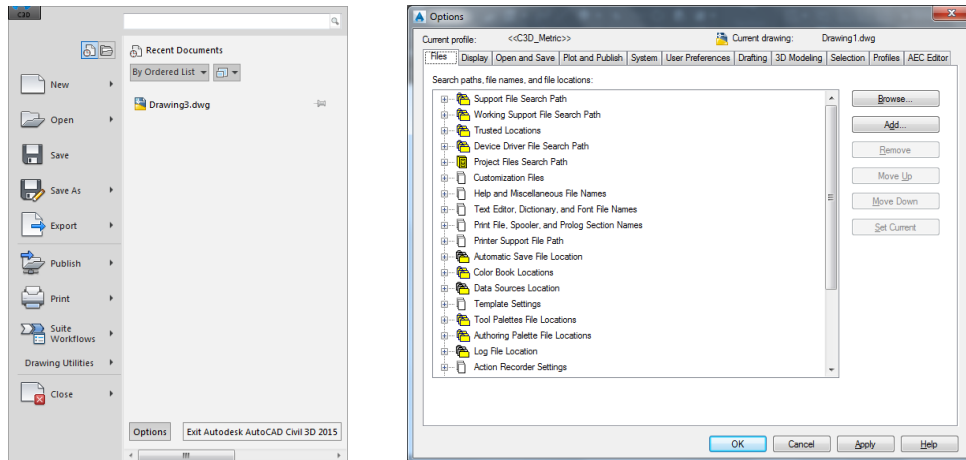 C3D
Recent Documents
By Ordered List
Drawing3.dwg
New
Open
Save
Save As
Export
Publish
Print
Suite
Workflows
Drawing Utilities
Close
Options
Exit Autodesk AutoCAD Civil 3D 2015
Options
Current profile: <<C3D_Metric>> Current drawing: Drawing1.dwg
Files Display Open and Save Plot and Publish System User Preferences Drafting 3D Modeling Selection Profiles AEC Editor
Search paths, file names, and file locations:
Support File Search Path
Working Support File Search Path
Trusted Locations
Device Driver File Search Path
Project Files Search Path
Customization Files
Help and Miscellaneous File Names
Text Editor, Dictionary, and Font File Names
Print File, Spooler, and Prolog Section Names
Printer Support File Path
Automatic Save File Location
Color Book Locations
Data Sources Location
Template Settings
Tool Palettes File Locations
Authoring Palette File Locations
Log File Location
Action Recorder Settings
Browse...
Add...
Remove
Move Up
Move Down
Set Current
OK Cancel Apply Help